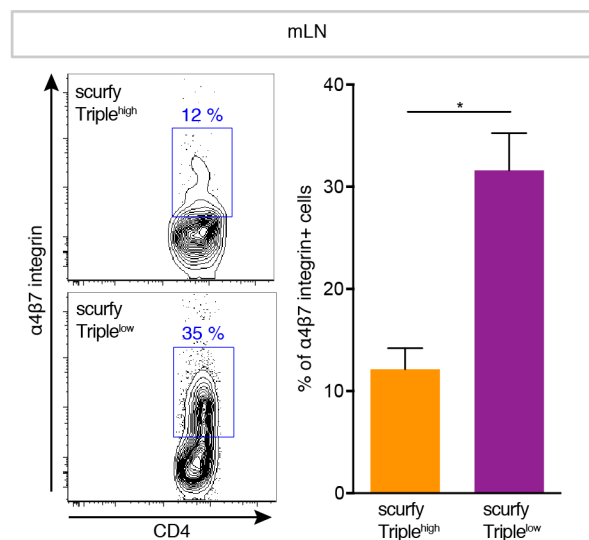 mLN
scurfy
Triple^high
12 %
scurfy
Triple^low
35 %
α4β7 integrin
CD4
% of α4β7 integrin+ cells
40
30
20
10
0
*
scurfy
Triple^high
scurfy
Triple^low